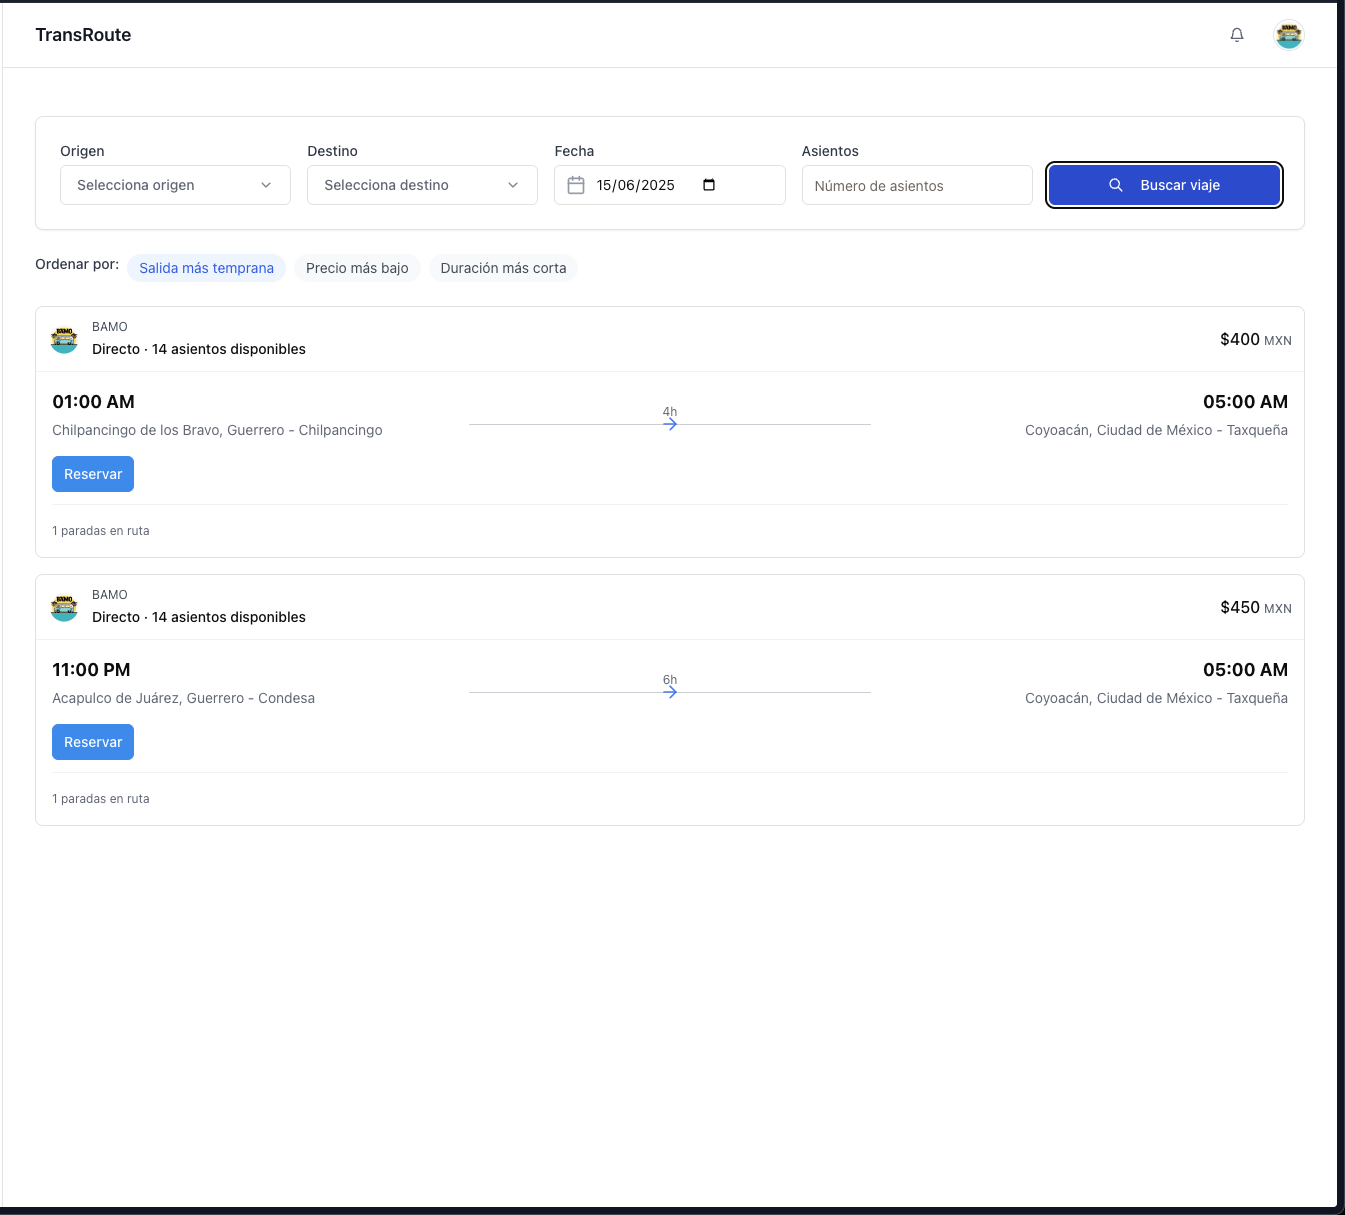 TransRoute
Origen
Destino
Fecha
Asientos
Selecciona origen
Selecciona destino
15/06/2025
Número de asientos
Buscar viaje
Ordenar por:
Salida más temprana
Precio más bajo
Duración más corta
BAMO
BAMO
Directo · 14 asientos disponibles
$400 MXN
01:00 AM
4h
05:00 AM
Chilpancingo de los Bravo, Guerrero - Chilpancingo
Coyoacán, Ciudad de México - Taxqueña
Reservar
1 paradas en ruta
BAMO
BAMO
Directo · 14 asientos disponibles
$450 MXN
11:00 PM
6h
05:00 AM
Acapulco de Juárez, Guerrero - Condesa
Coyoacán, Ciudad de México - Taxqueña
Reservar
1 paradas en ruta